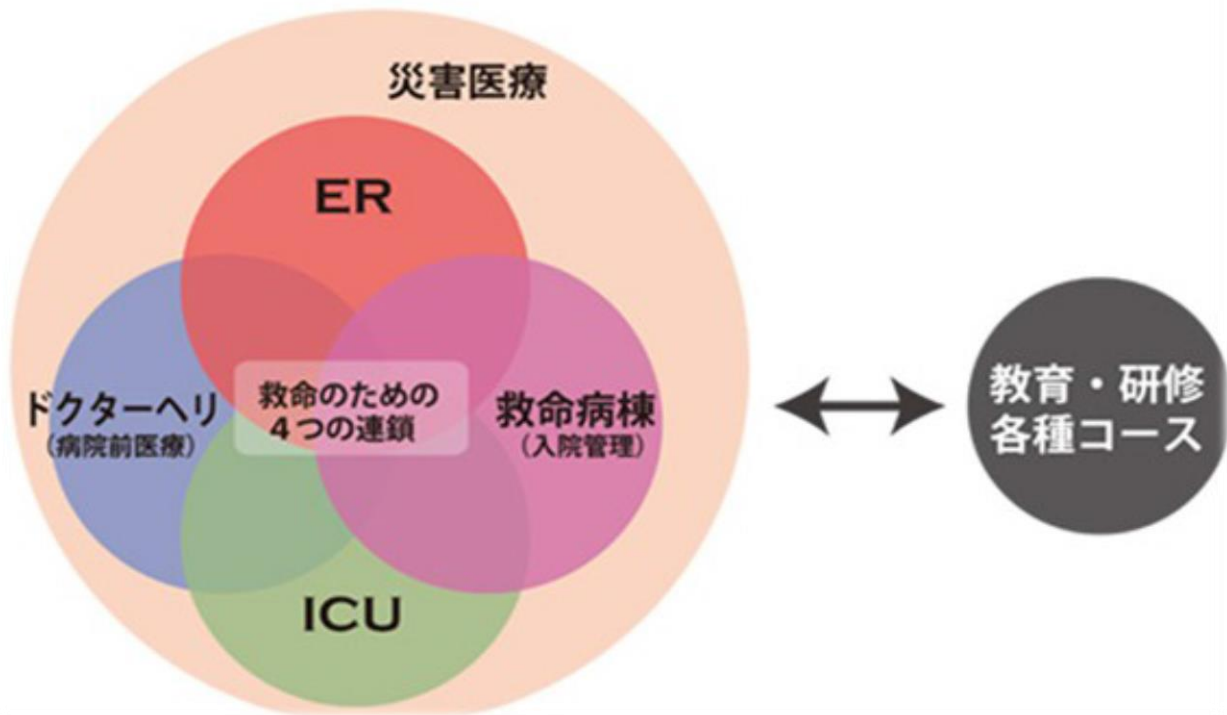 災害医療
ER
ドクターヘリ
(病院前医療)
救命のための
4つの連鎖
救命病棟
(入院管理)
ICU
教育・研修
各種コース